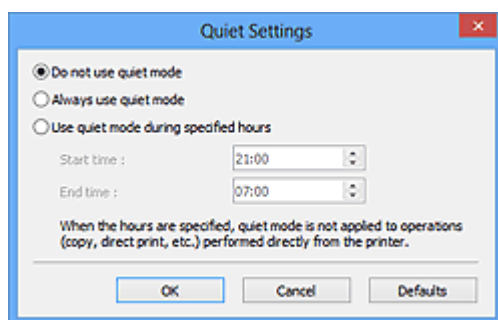 Quiet Settings
Do not use quiet mode
Always use quiet mode
Use quiet mode during specified hours
Start time : 21:00
End time : 07:00
When the hours are specified, quiet mode is not applied to operations
(copy, direct print, etc.) performed directly from the printer.
OK Cancel Defaults